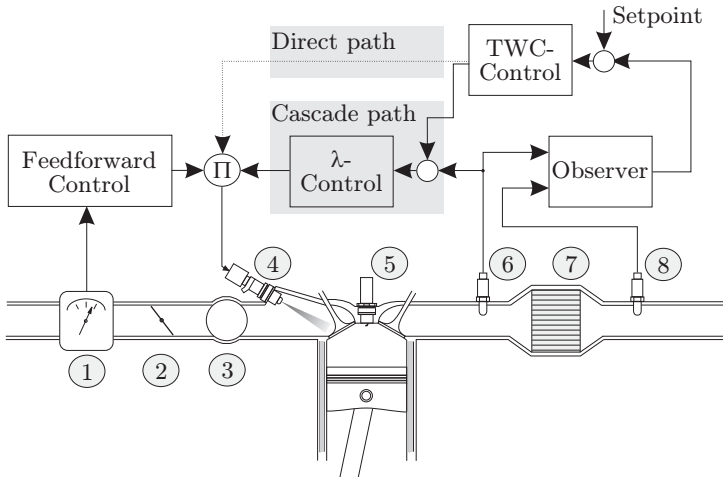 Setpoint
Direct path
TWC-
Control
Cascade path
Feedforward
Control
Π
λ-
Control
Observer
4
5
6
7
8
1
2
3